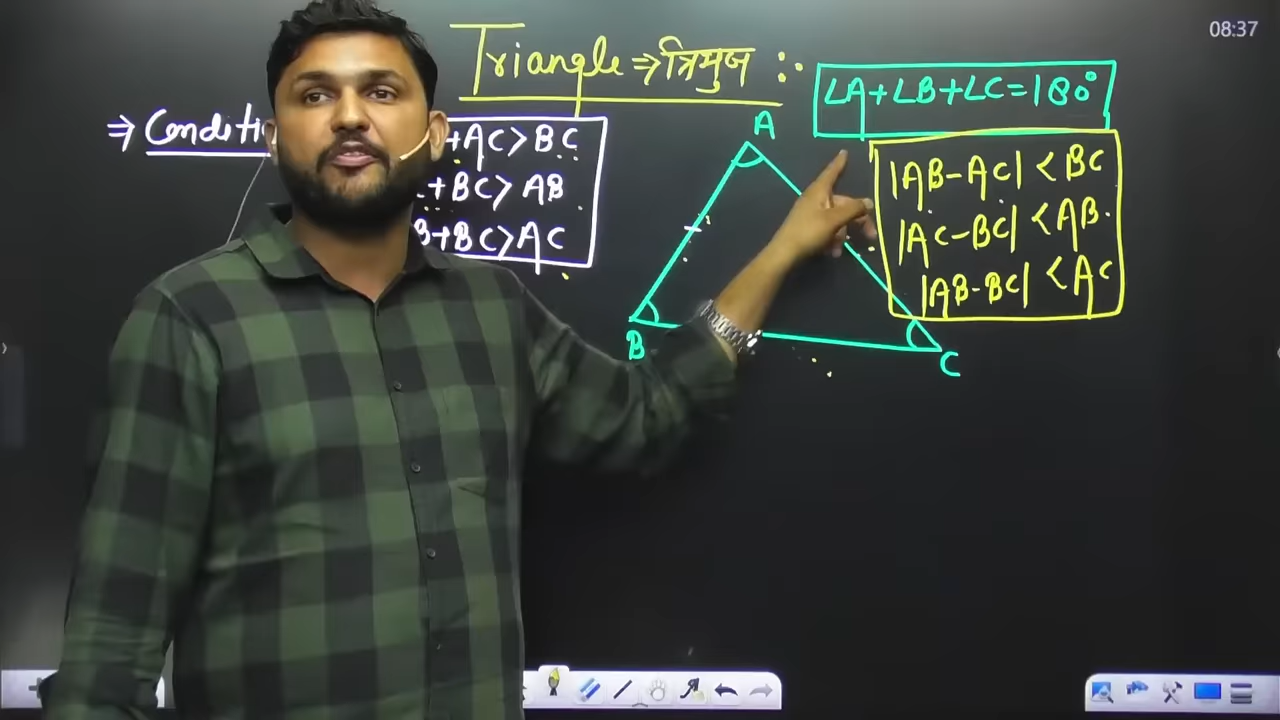 08:37
Triangle ⇒ त्रिभुज :.
∠A+∠B+∠C=180°
⇒
+AC>BC
+BC>AB
+BC>AC
A
B
C
|AB-AC| <BC
|AC-BC| <AB.
|AB-BC| <AC